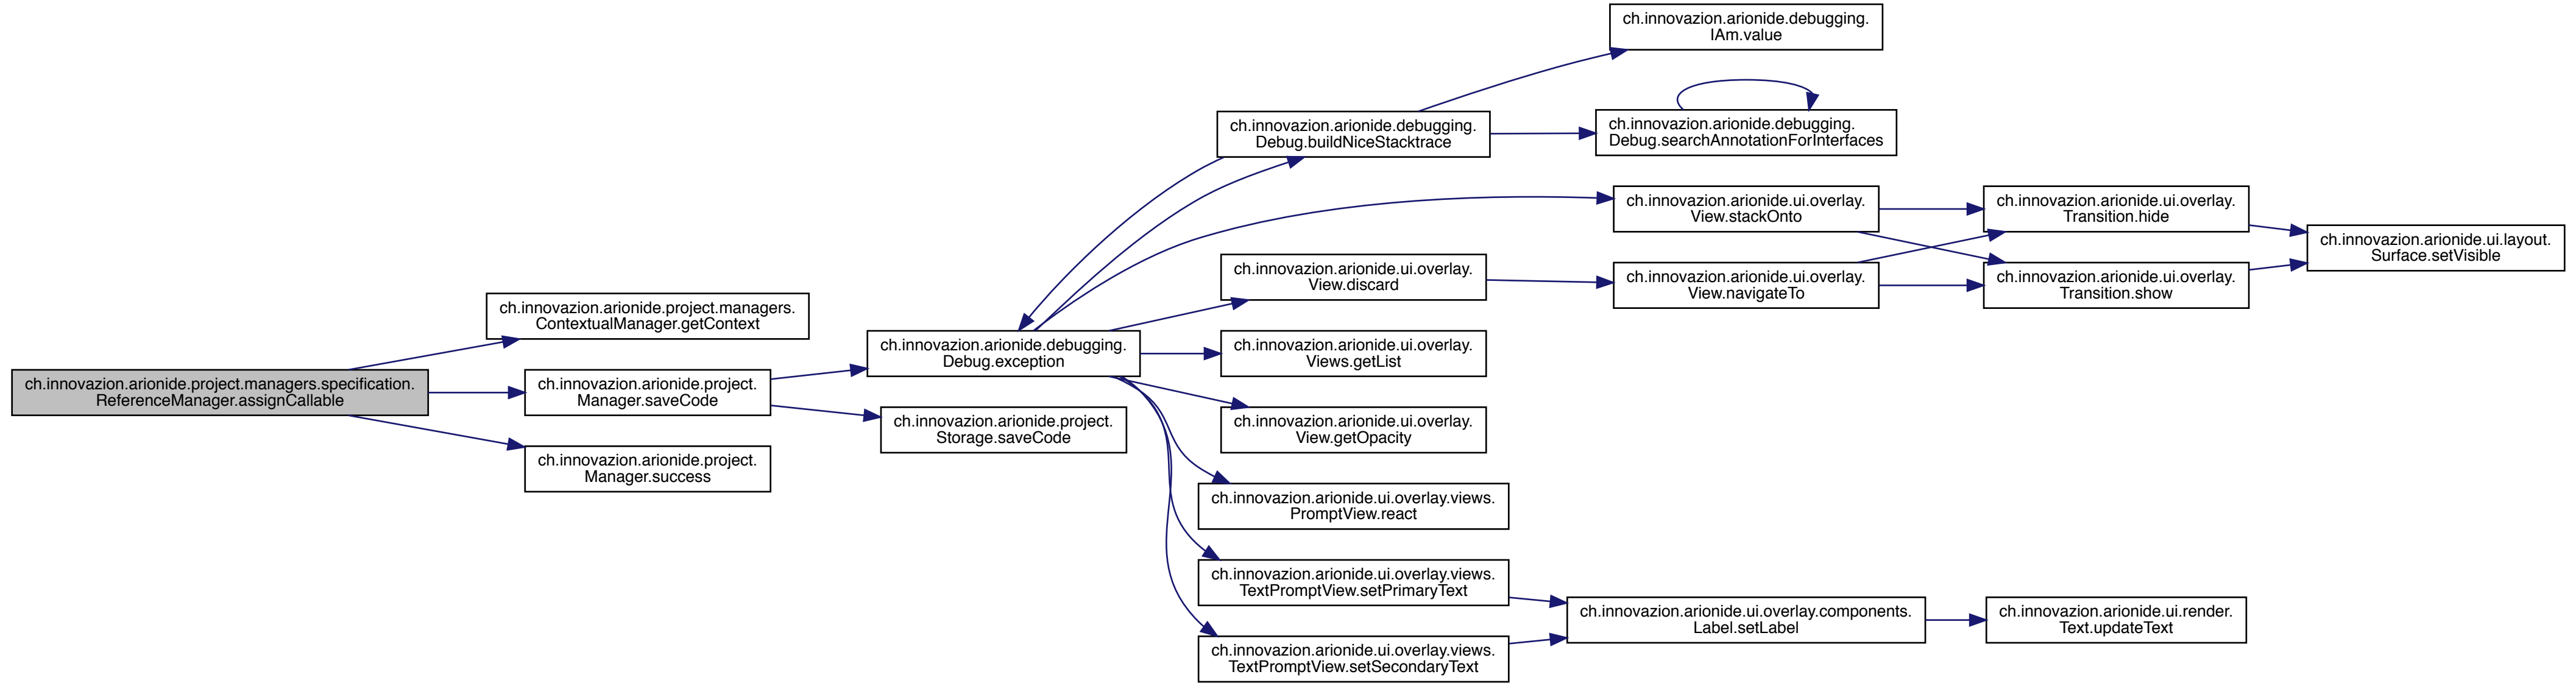 ch.innovazion.arionide.project.managers.specification.
ReferenceManager.assignCallable
ch.innovazion.arionide.project.managers.
ContextualManager.getContext
ch.innovazion.arionide.project.
Manager.saveCode
ch.innovazion.arionide.project.
Manager.success
ch.innovazion.arionide.debugging.
Debug.exception
ch.innovazion.arionide.project.
Storage.saveCode
ch.innovazion.arionide.debugging.
Debug.buildNiceStacktrace
ch.innovazion.arionide.ui.overlay.
View.discard
ch.innovazion.arionide.ui.overlay.
Views.getList
ch.innovazion.arionide.ui.overlay.
View.getOpacity
ch.innovazion.arionide.ui.overlay.views.
PromptView.react
ch.innovazion.arionide.ui.overlay.views.
TextPromptView.setPrimaryText
ch.innovazion.arionide.ui.overlay.views.
TextPromptView.setSecondaryText
ch.innovazion.arionide.debugging.
IAm.value
ch.innovazion.arionide.debugging.
Debug.searchAnnotationForInterfaces
ch.innovazion.arionide.ui.overlay.
View.stackOnto
ch.innovazion.arionide.ui.overlay.
View.navigateTo
ch.innovazion.arionide.ui.overlay.components.
Label.setLabel
ch.innovazion.arionide.ui.overlay.
Transition.hide
ch.innovazion.arionide.ui.overlay.
Transition.show
ch.innovazion.arionide.ui.render.
Text.updateText
ch.innovazion.arionide.ui.layout.
Surface.setVisible